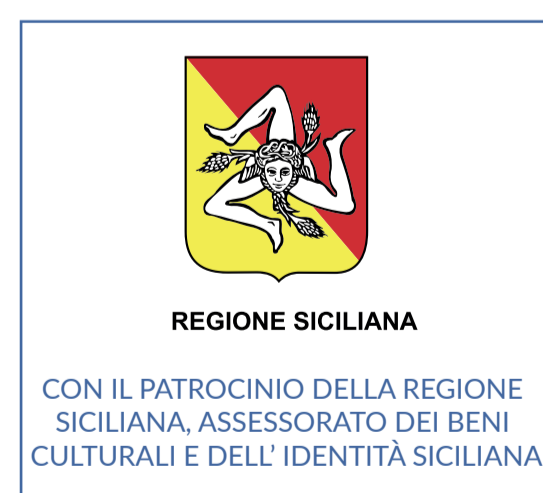 REGIONE SICILIANA
CON IL PATROCINIO DELLA REGIONE
SICILIANA, ASSESSORATO DEI BENI
CULTURALI E DELL’ IDENTITÀ SICILIANA